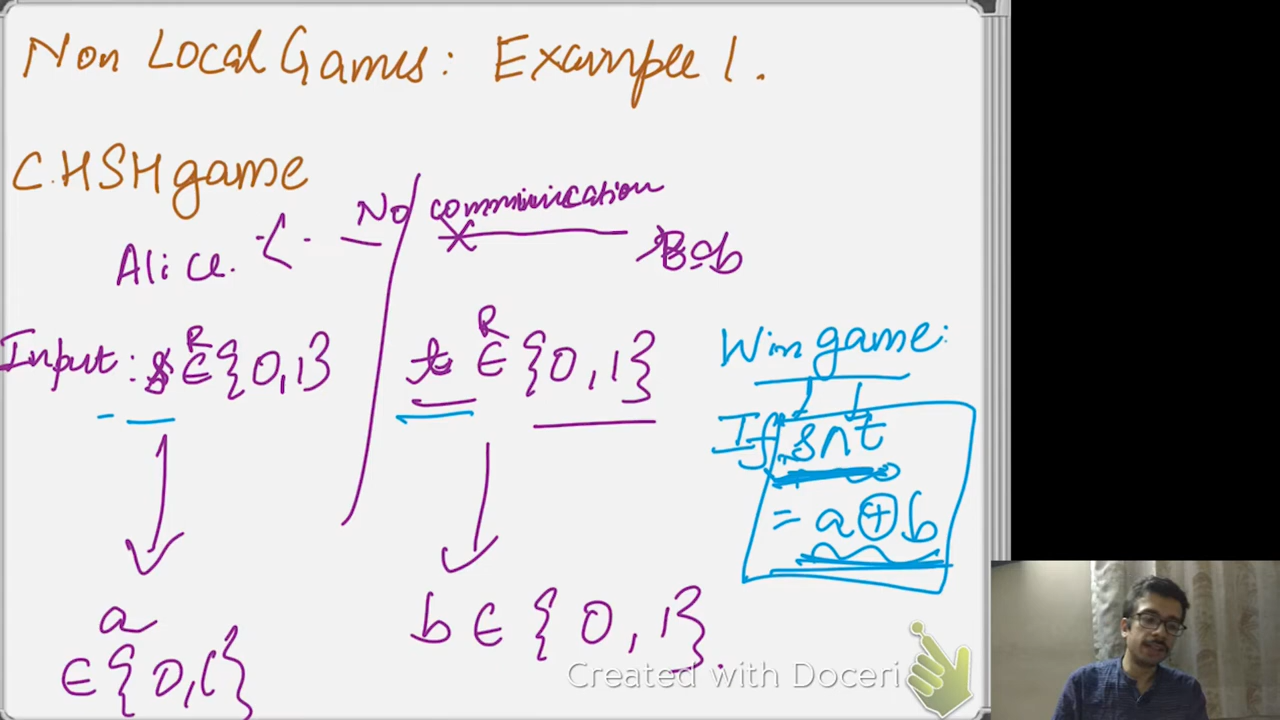 Non Local Games: Example 1.
CHSH game
No communication
Alice.
Bob
Input: s ∈ᴿ {0,1}
t ∈ᴿ {0,1}
Win game:
If s∧t
= a⊕b
a
∈ {0,1}
b ∈ {0,1}.
Created with Doceri